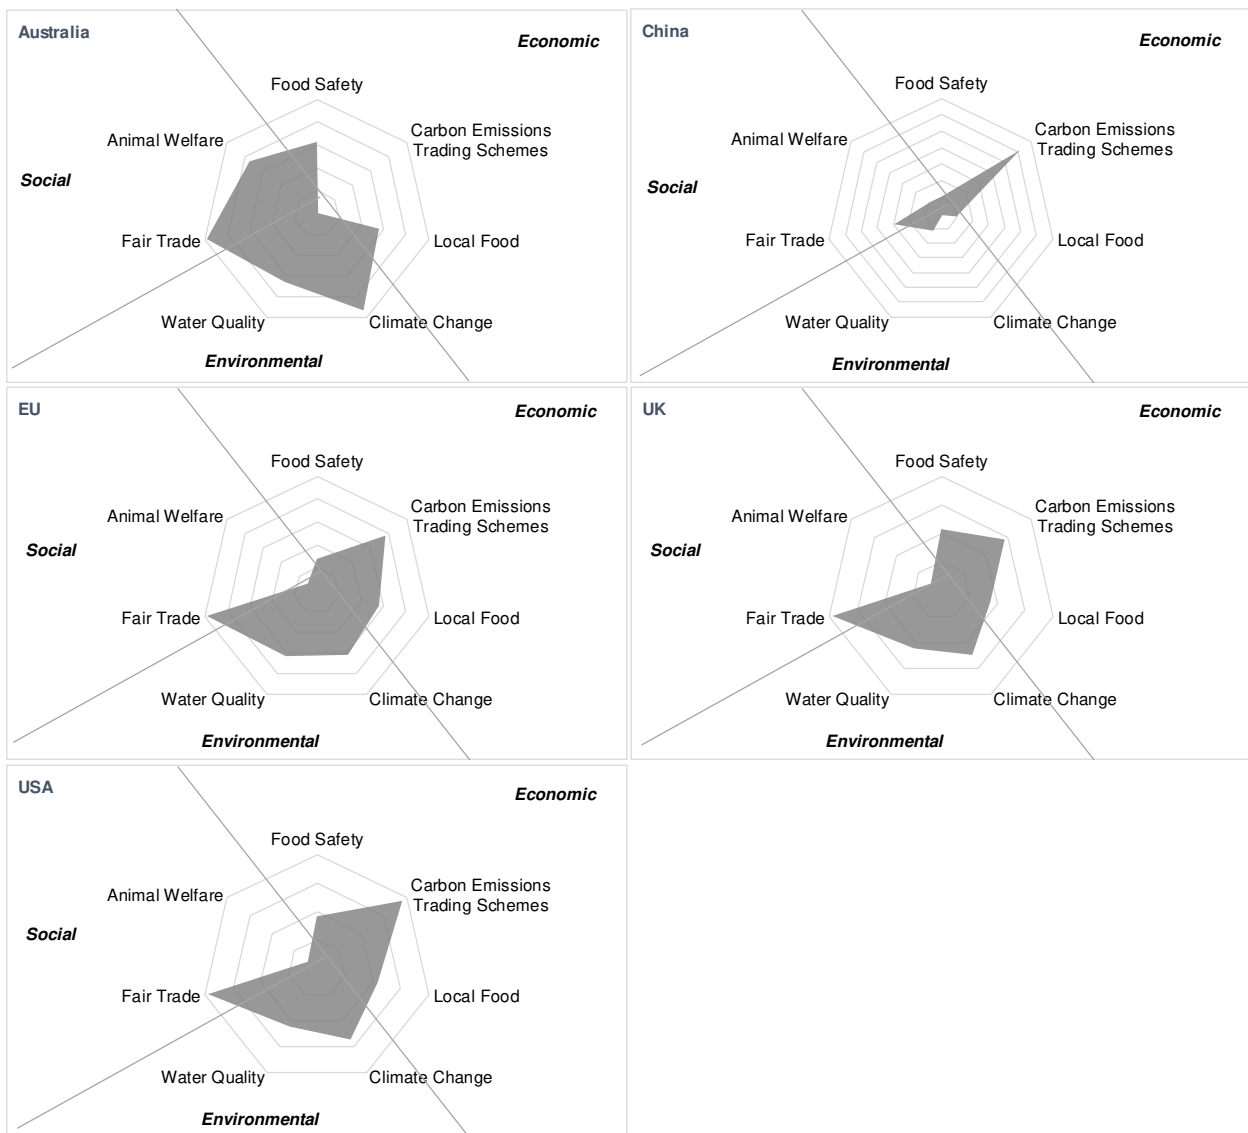 Australia
Economic
Food Safety
Animal Welfare
Carbon Emissions
Trading Schemes
Social
Fair Trade
Local Food
Water Quality
Climate Change
Environmental
China
Economic
Food Safety
Animal Welfare
Carbon Emissions
Trading Schemes
Social
Fair Trade
Local Food
Water Quality
Climate Change
Environmental
EU
Economic
Food Safety
Animal Welfare
Carbon Emissions
Trading Schemes
Social
Fair Trade
Local Food
Water Quality
Climate Change
Environmental
UK
Economic
Food Safety
Animal Welfare
Carbon Emissions
Trading Schemes
Social
Fair Trade
Local Food
Water Quality
Climate Change
Environmental
USA
Economic
Food Safety
Animal Welfare
Carbon Emissions
Trading Schemes
Social
Fair Trade
Local Food
Water Quality
Climate Change
Environmental